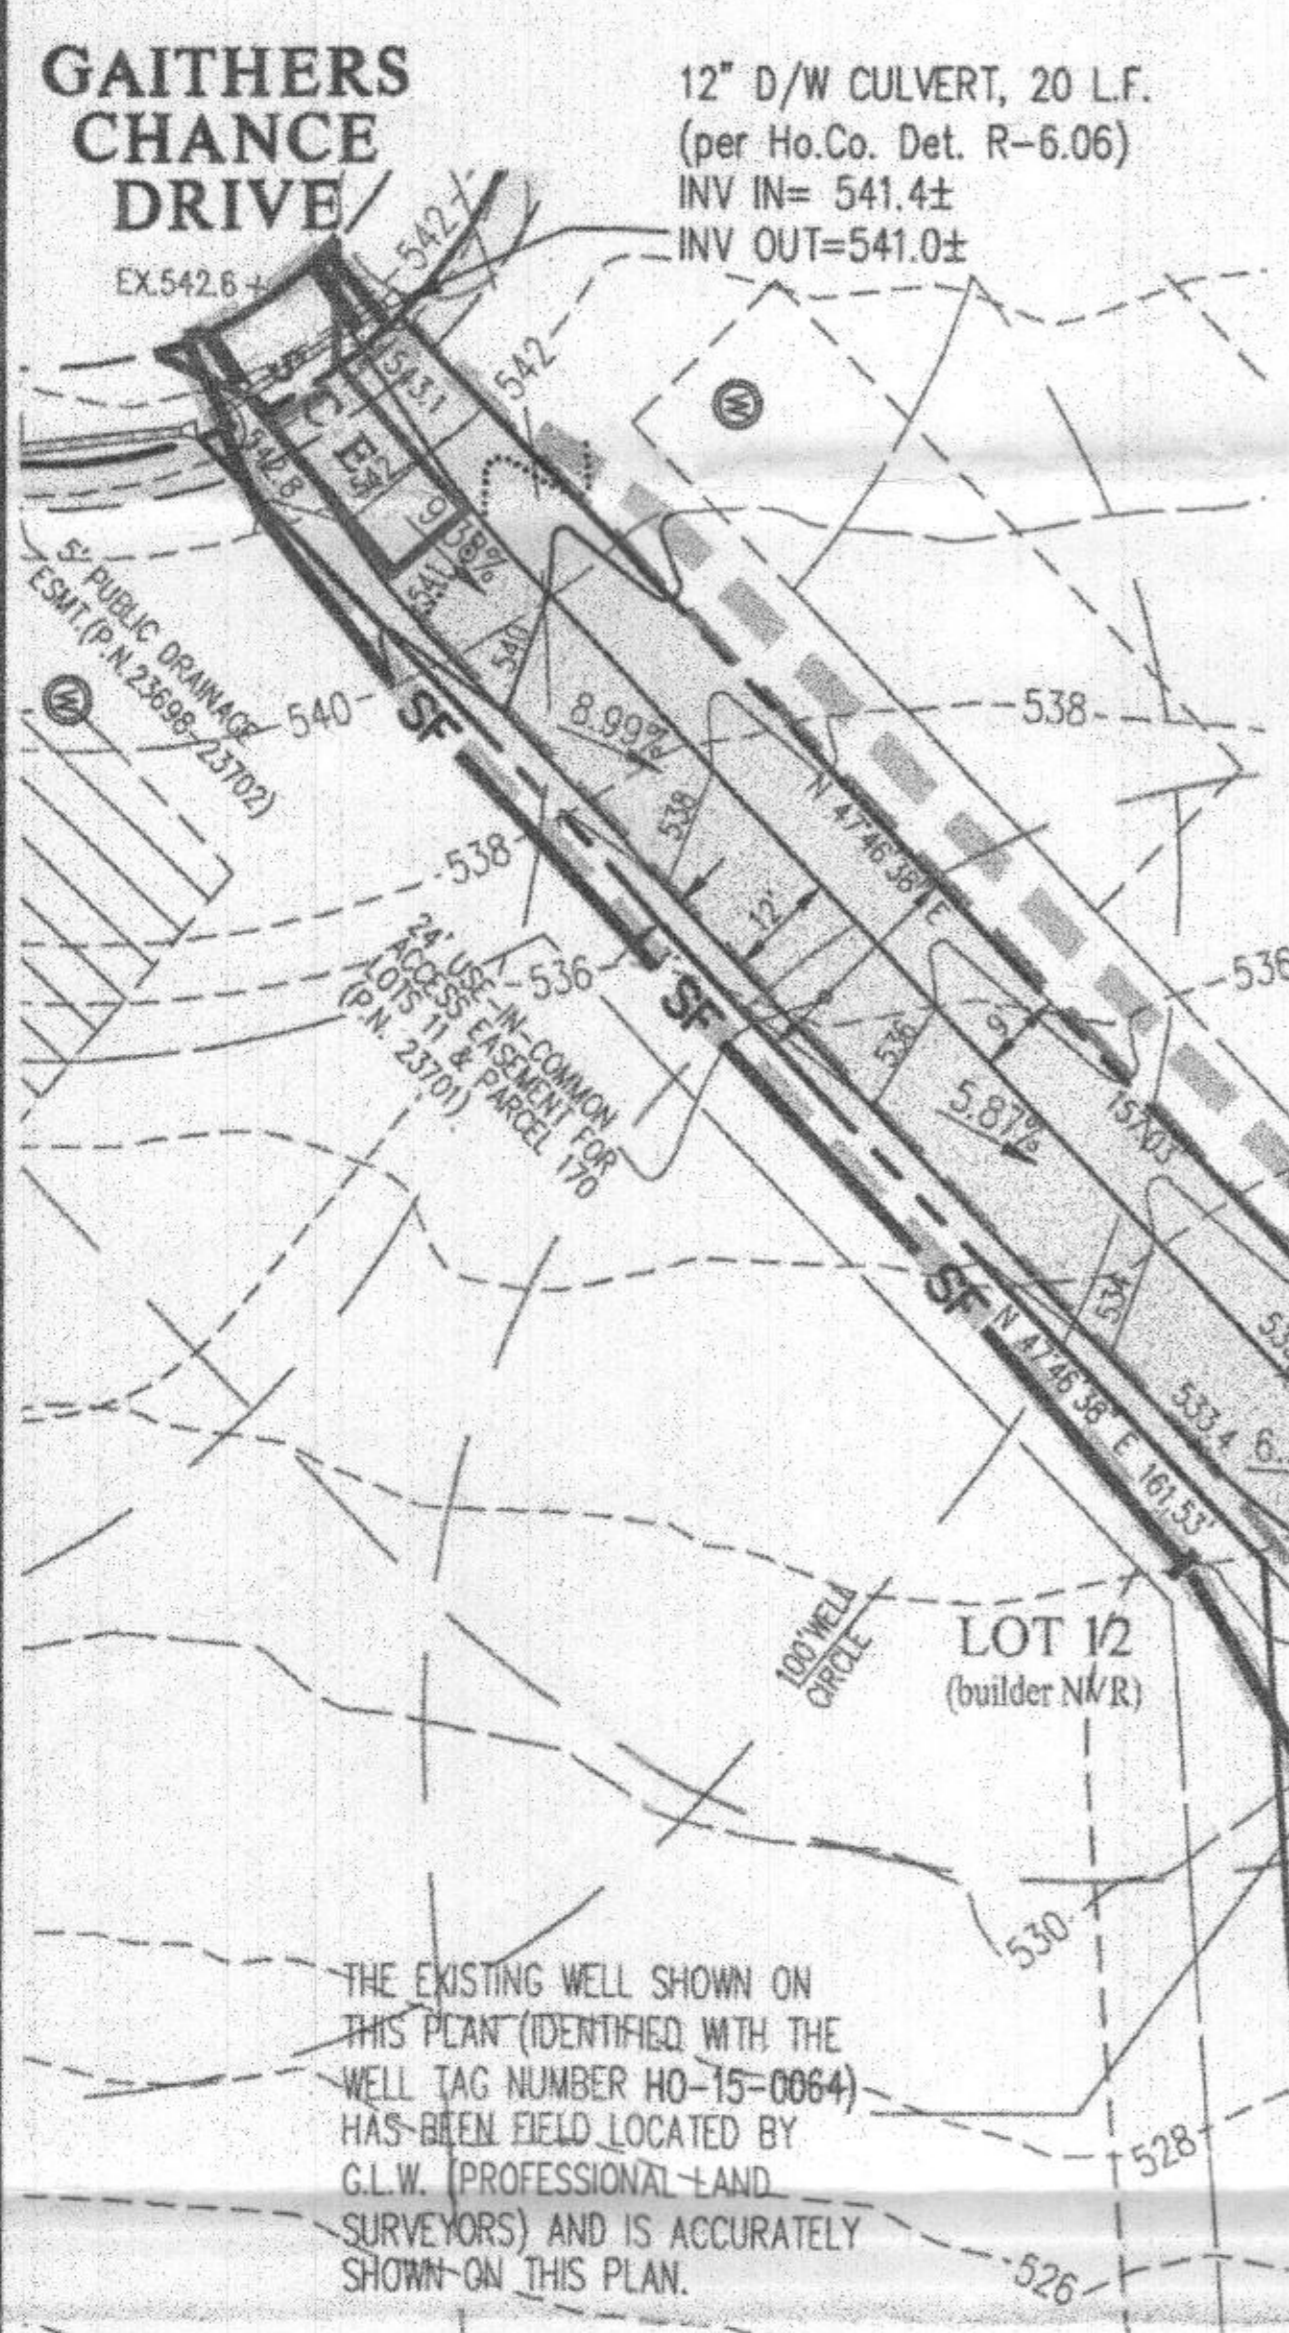 GAITHERS
CHANCE
DRIVE
12" D/W CULVERT, 20 L.F.
(per Ho.Co. Det. R-6.06)
INV IN= 541.4±
INV OUT=541.0±
EX.542.6 +
542
542
543.1
542.8
S C E
W
W
9.38%
540
5' PUBLIC DRAINAGE
ESMT.(P.N.23698-23702)
540
SF
8.99%
538
538
N 47°46'38" E
157.03'
538
12'
24' USE-IN-COMMON
ACCESS EASEMENT FOR
LOTS 11 & PARCEL 170
(P.N. 23701)
536
536
SF
536
9'
5.87%
534
SF
N 47°46'38" E 161.53'
533.4
100' WELL
CIRCLE
LOT 12
(builder NVR)
530
THE EXISTING WELL SHOWN ON
THIS PLAN (IDENTIFIED WITH THE
WELL TAG NUMBER HO-15-0064)
HAS BEEN FIELD LOCATED BY
G.L.W. (PROFESSIONAL LAND
SURVEYORS) AND IS ACCURATELY
SHOWN ON THIS PLAN.
528
526